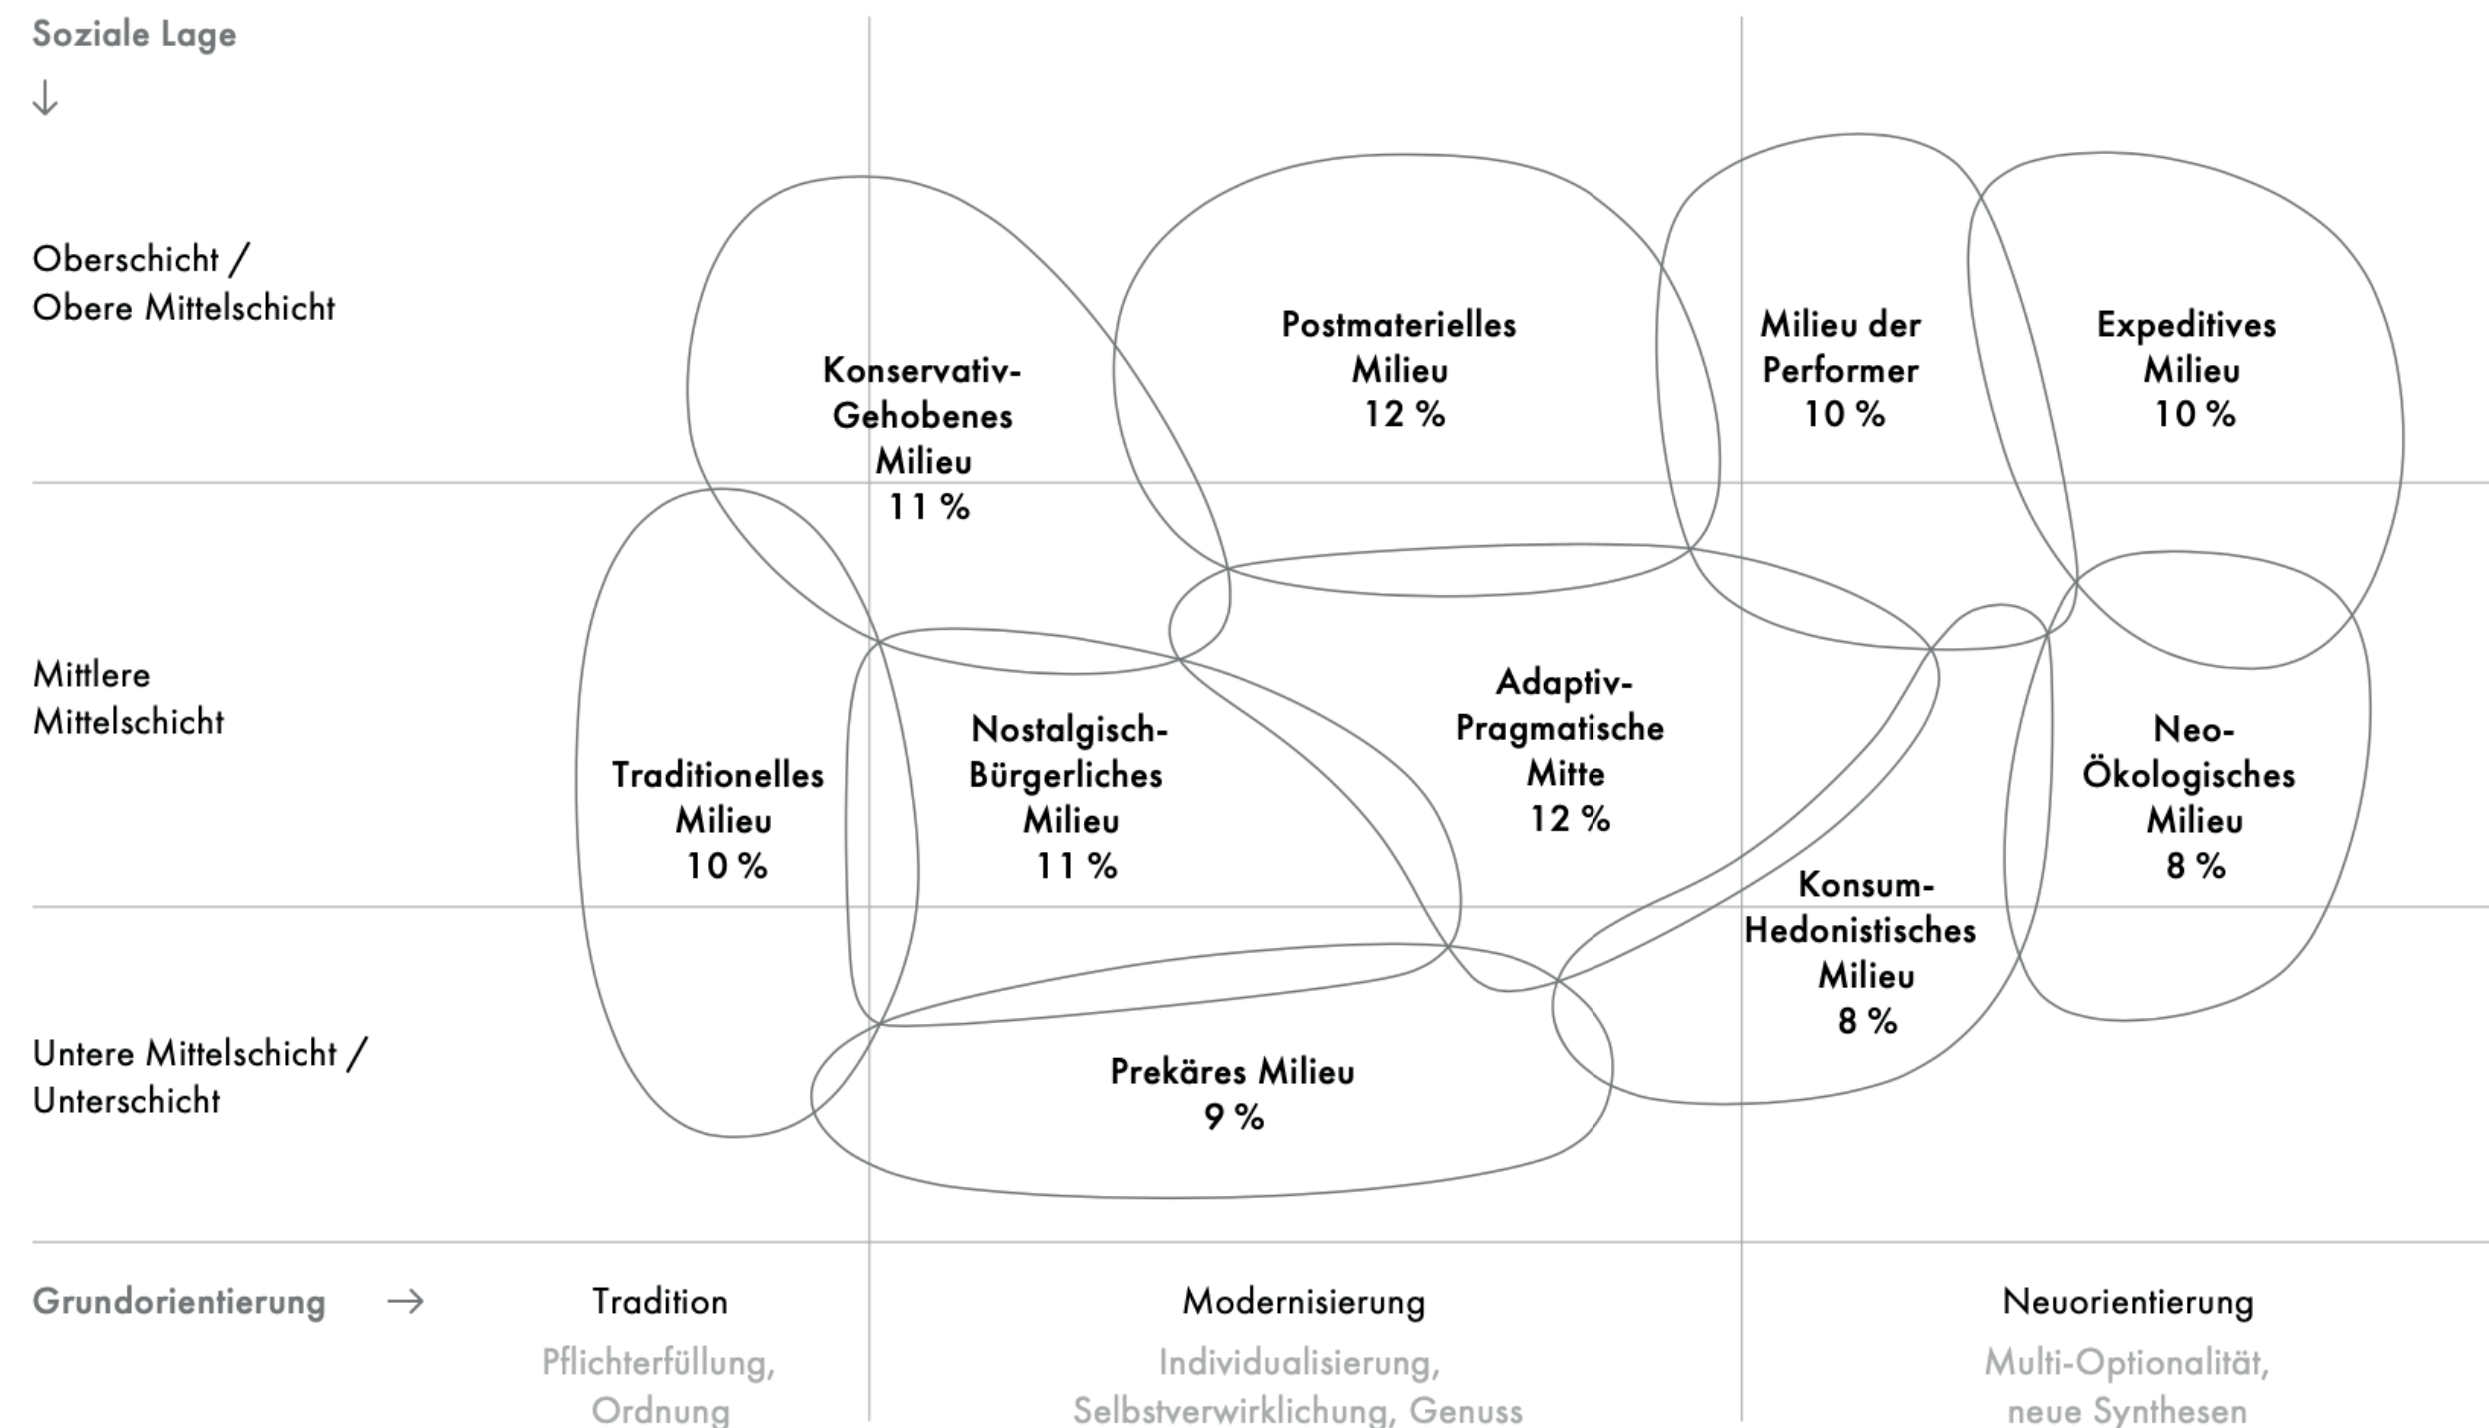 Soziale Lage
↓
Oberschicht /
Obere Mittelschicht
Konservativ-
Gehobenes
Milieu
11 %
Postmaterielles
Milieu
12 %
Milieu der
Performer
10 %
Expeditives
Milieu
10 %
Mittlere
Mittelschicht
Traditionelles
Milieu
10 %
Nostalgisch-
Bürgerliches
Milieu
11 %
Adaptiv-
Pragmatische
Mitte
12 %
Konsum-
Hedonistisches
Milieu
8 %
Neo-
Ökologisches
Milieu
8 %
Untere Mittelschicht /
Unterschicht
Prekäres Milieu
9 %
Grundorientierung →
Tradition
Pflichterfüllung,
Ordnung
Modernisierung
Individualisierung,
Selbstverwirklichung, Genuss
Neuorientierung
Multi-Optionalität,
neue Synthesen